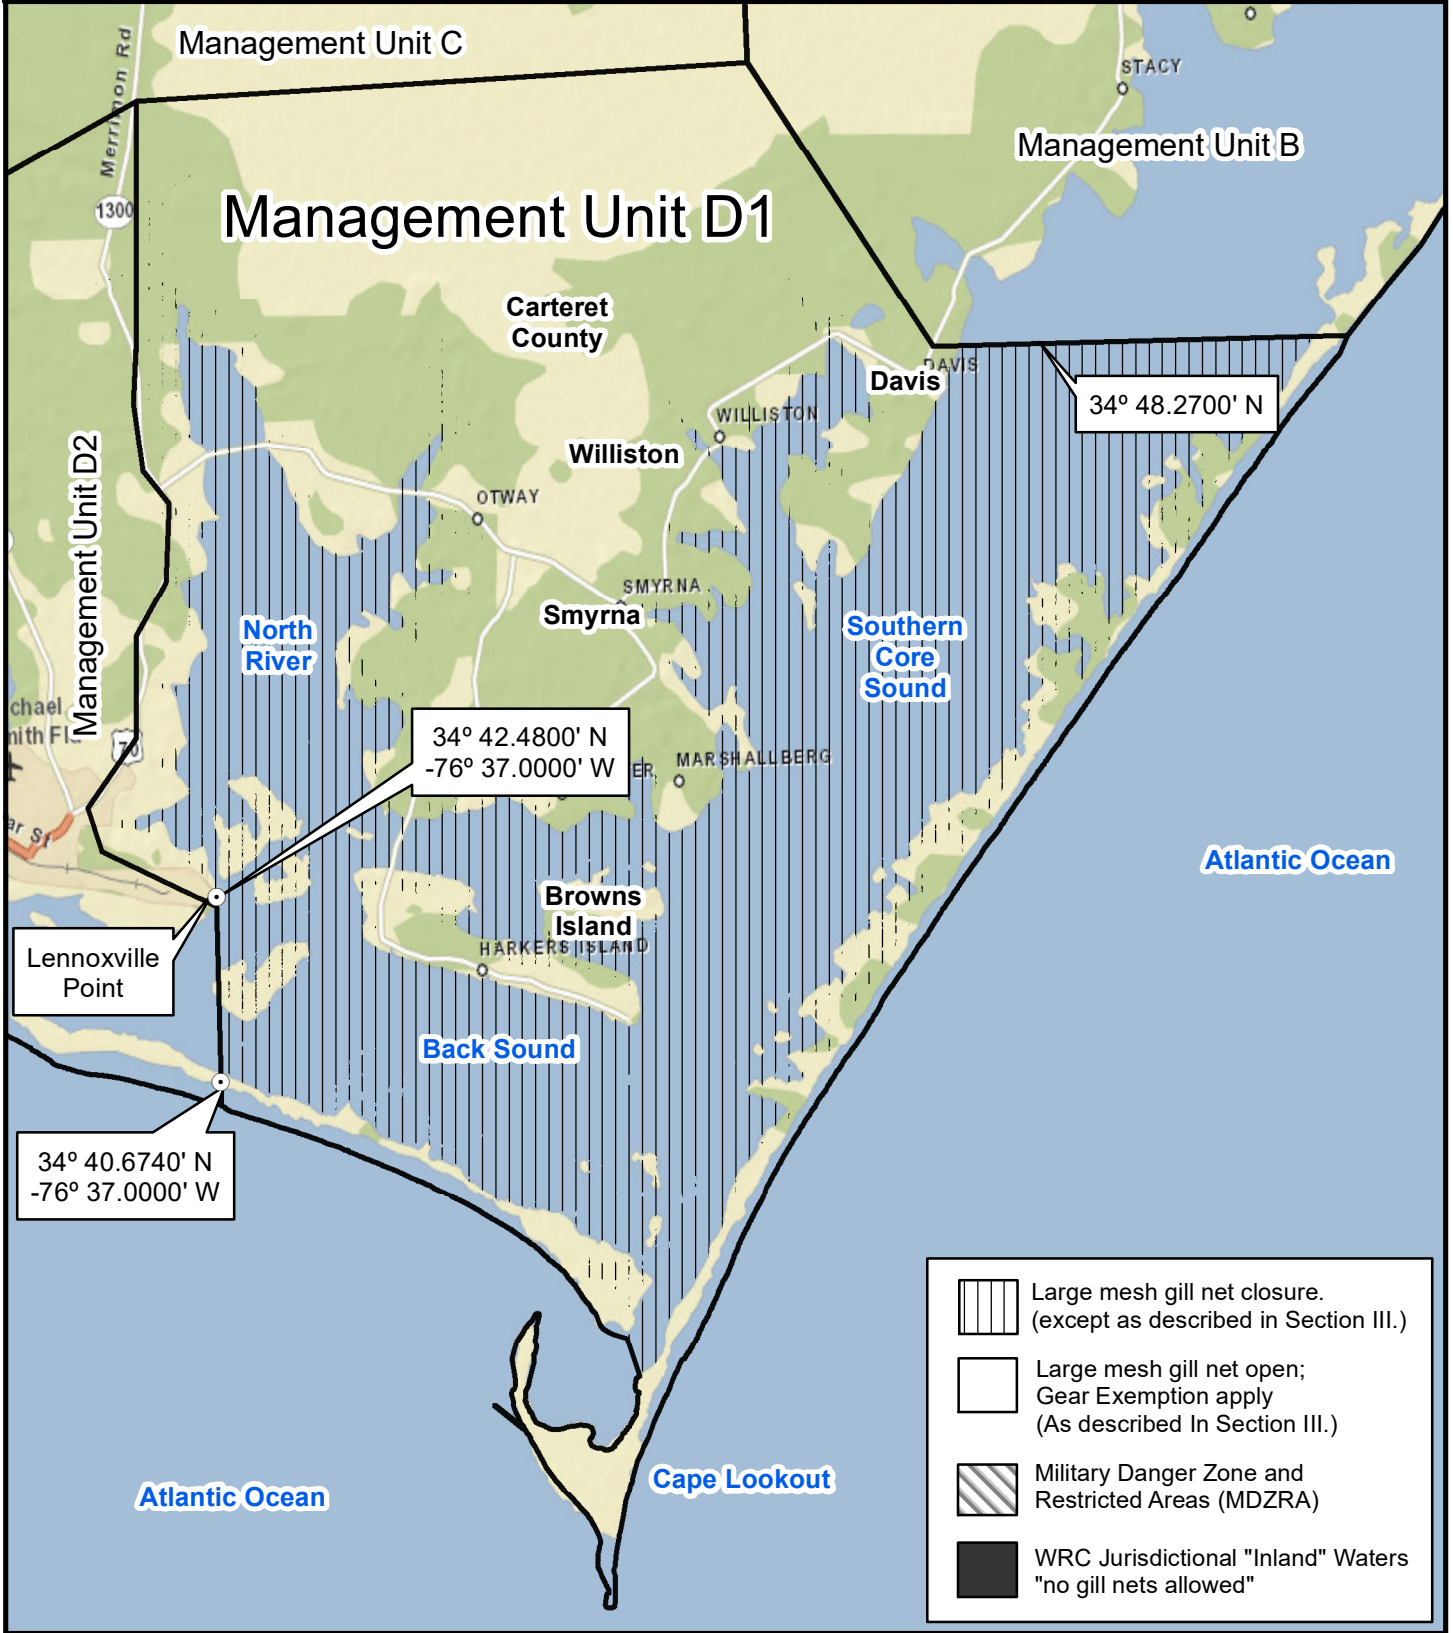 Management Unit C
Merrimon Rd
STACY
Management Unit B
1300
Management Unit D1
Carteret
County
DAVIS
Davis
34º 48.2700' N
WILLISTON
Williston
Management Unit D2
OTWAY
SMYRNA
Smyrna
North
River
Southern
Core
Sound
chael
mith Fld
70
34º 42.4800' N
-76º 37.0000' W
ER
MARSHALLBERG
ar St
Atlantic Ocean
Browns
Island
HARKERS ISLAND
Lennoxville
Point
Back Sound
34º 40.6740' N
-76º 37.0000' W
Cape Lookout
Atlantic Ocean
Large mesh gill net closure.
(except as described in Section III.)
Large mesh gill net open;
Gear Exemption apply
(As described In Section III.)
Military Danger Zone and
Restricted Areas (MDZRA)
WRC Jurisdictional "Inland" Waters
"no gill nets allowed"